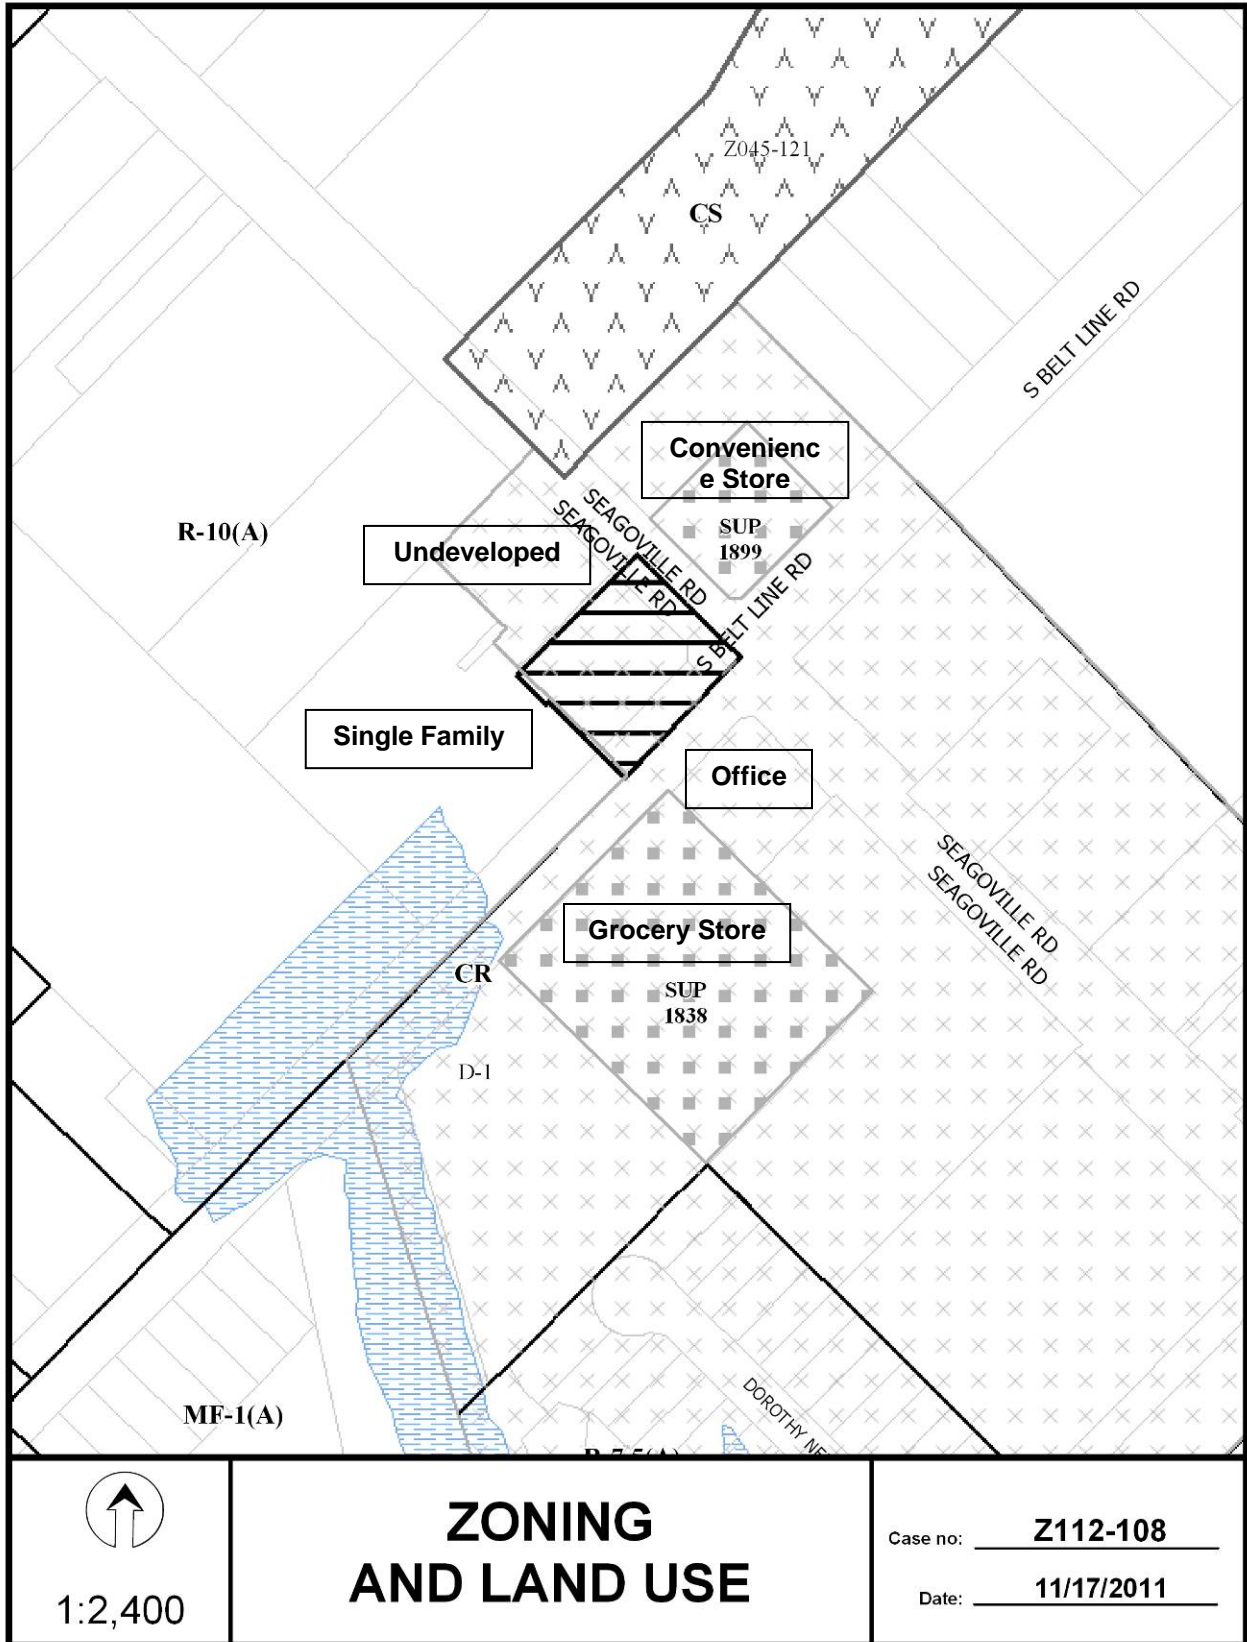 Z045-121
CS
S BELT LINE RD
Convenienc
e Store
SEAGOVILLE RD
SEAGOVILLE RD
SUP
1899
R-10(A)
Undeveloped
S BELT LINE RD
Single Family
Office
SEAGOVILLE RD
SEAGOVILLE RD
Grocery Store
CR
SUP
1838
D-1
MF-1(A)
DOROTHY
1:2,400
ZONING
AND LAND USE
Case no: Z112-108
Date: 11/17/2011